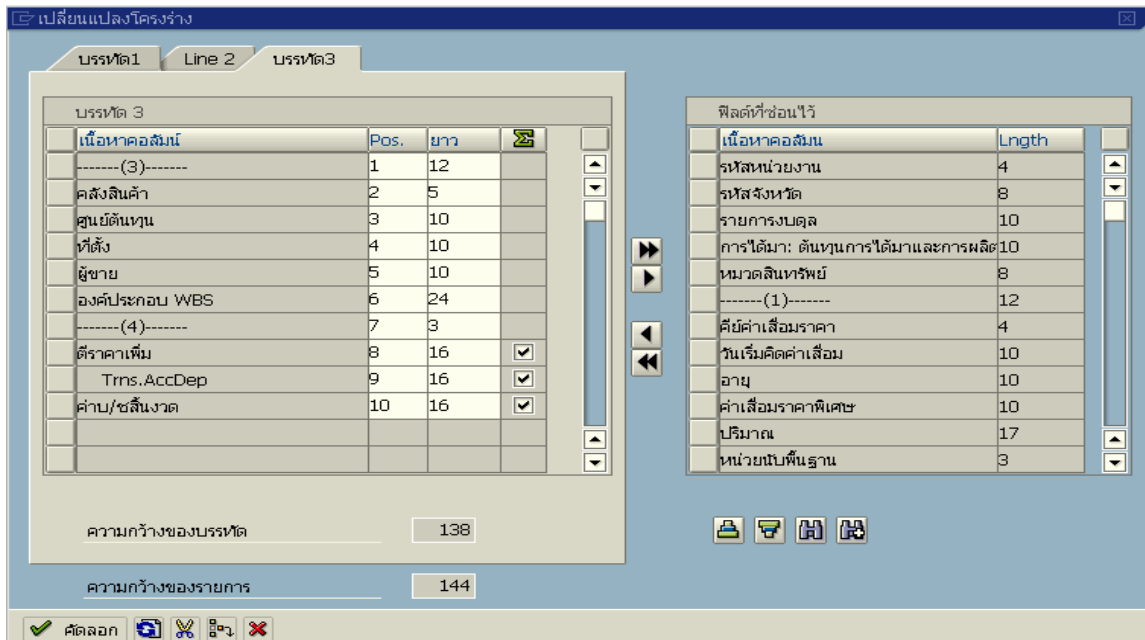 เปลี่ยนแปลงโครงร่าง
บรรทัด1 Line 2 บรรทัด3
บรรทัด 3
เนื้อหาคอลัมน์ Pos. ยาว
-------(3)------- 1 12
คลังสินค้า 2 5
ศูนย์ต้นทุน 3 10
ที่ตั้ง 4 10
ผู้ขาย 5 10
องค์ประกอบ WBS 6 24
-------(4)------- 7 3
ตีราคาเพิ่ม 8 16
Trns.AccDep 9 16
ค่าบ/ชสิ้นงวด 10 16
ความกว้างของบรรทัด 138
ความกว้างของรายการ 144
ฟิลด์ที่ซ่อนไว้
เนื้อหาคอลัมน Lngth
รหัสหน่วยงาน 4
รหัสจังหวัด 8
รายการงบดุล 10
การได้มา: ต้นทุนการได้มาและการผลิต 10
หมวดสินทรัพย์ 8
-------(1)------- 12
คีย์ค่าเสื่อมราคา 4
วันเริ่มคิดค่าเสื่อม 10
อายุ 10
ค่าเสื่อมราคาพิเศษ 10
ปริมาณ 17
หน่วยนับพื้นฐาน 3
คัดลอก